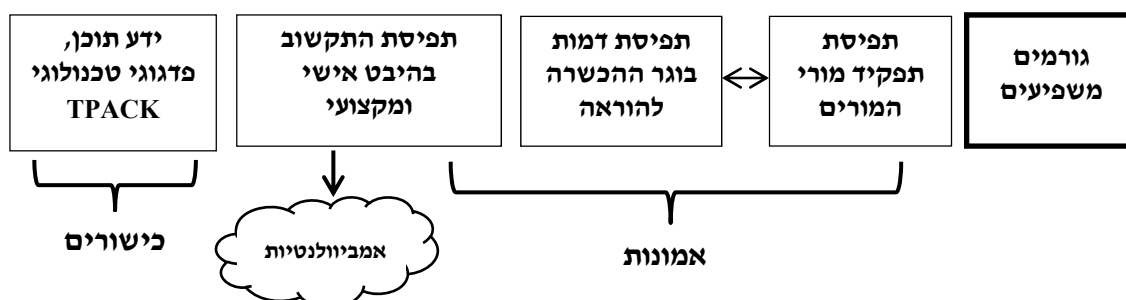 גורמים
משפיעים
תפיסת
תפקיד מורי
המורים
תפיסת דמות
בוגר ההכשרה
להוראה
תפיסת התקשוב
בהיבט אישי
ומקצועי
ידע תוכן,
פדגוגי טכנולוגי
TPACK
אמונות
אמביוולנטיות
כישורים